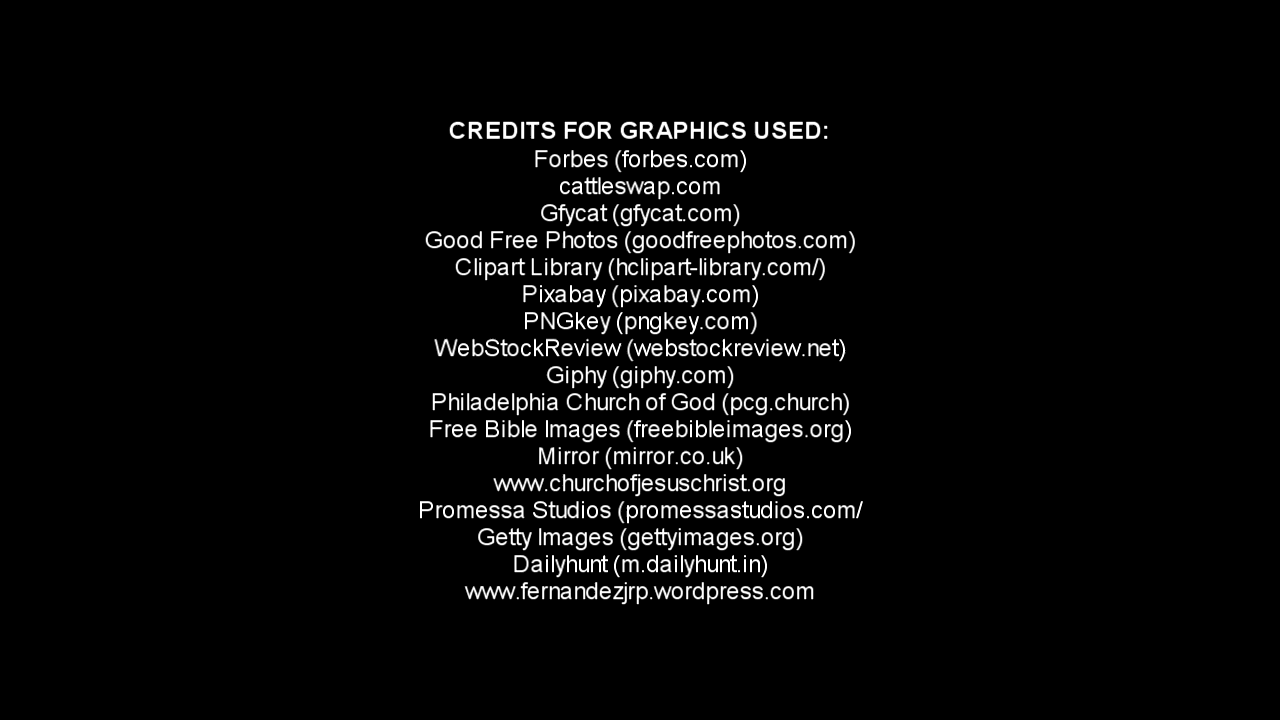 CREDITS FOR GRAPHICS USED:
Forbes (forbes.com)
cattleswap.com
Gfycat (gfycat.com)
Good Free Photos (goodfreephotos.com)
Clipart Library (hclipart-library.com/)
Pixabay (pixabay.com)
PNGkey (pngkey.com)
WebStockReview (webstockreview.net)
Giphy (giphy.com)
Philadelphia Church of God (pcg.church)
Free Bible Images (freebibleimages.org)
Mirror (mirror.co.uk)
www.churchofjesuschrist.org
Promessa Studios (promessastudios.com/
Getty Images (gettyimages.org)
Dailyhunt (m.dailyhunt.in)
www.fernandezjrp.wordpress.com